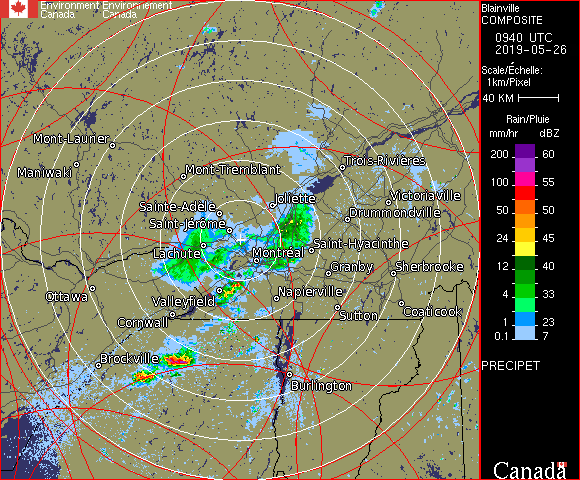 Environment Environnement
Canada Canada
Blainville
COMPOSITE
0940 UTC
2019-05-26
Scale/Échelle:
1km/Pixel
40 KM
Rain/Pluie
mm/hr dBZ
200 60
100 55
50 50
24 45
12 40
4 33
1 23
0.1 7
PRECIPET
Canada
Mont-Laurier
Maniwaki
Mont-Tremblant
Trois-Rivières
Joliette
Victoriaville
Sainte-Adèle
Drummondville
Saint-Jérôme
Saint-Hyacinthe
Lachute
Montréal
Granby
Sherbrooke
Ottawa
Valleyfield
Napierville
Coaticook
Cornwall
Sutton
Brockville
Burlington